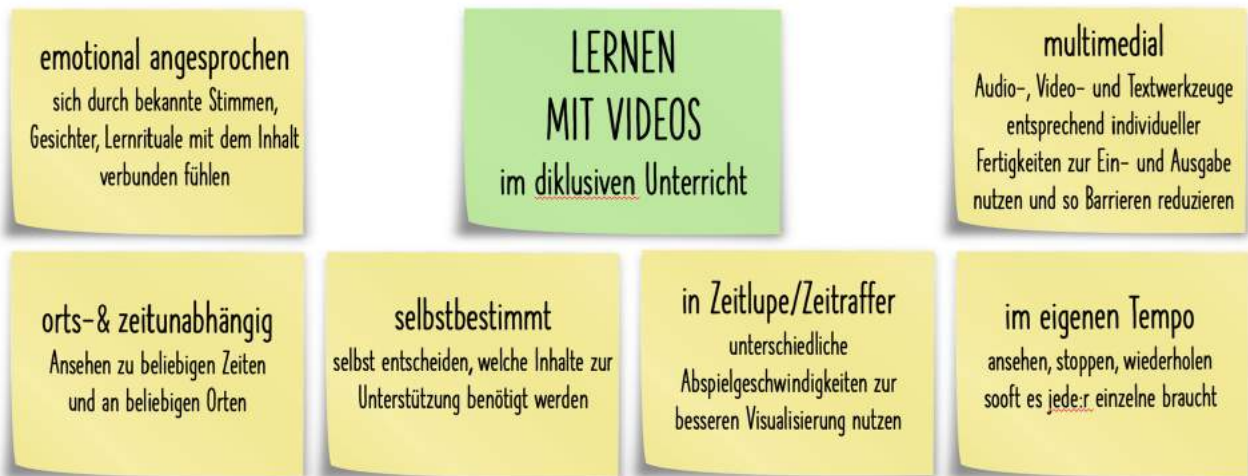 emotional angesprochen
sich durch bekannte Stimmen,
Gesichter, Lernrituale mit dem Inhalt
verbunden fühlen
LERNEN
MIT VIDEOS
im diklusiven Unterricht
multimedial
Audio-, Video- und Textwerkzeuge
entsprechend individueller
Fertigkeiten zur Ein- und Ausgabe
nutzen und so Barrieren reduzieren
orts-& zeitunabhängig
Ansehen zu beliebigen Zeiten
und an beliebigen Orten
selbstbestimmt
selbst entscheiden, welche Inhalte zur
Unterstützung benötigt werden
in Zeitlupe/Zeitraffer
unterschiedliche
Abspielgeschwindigkeiten zur
besseren Visualisierung nutzen
im eigenen Tempo
ansehen, stoppen, wiederholen
sooft es jede:r einzelne braucht